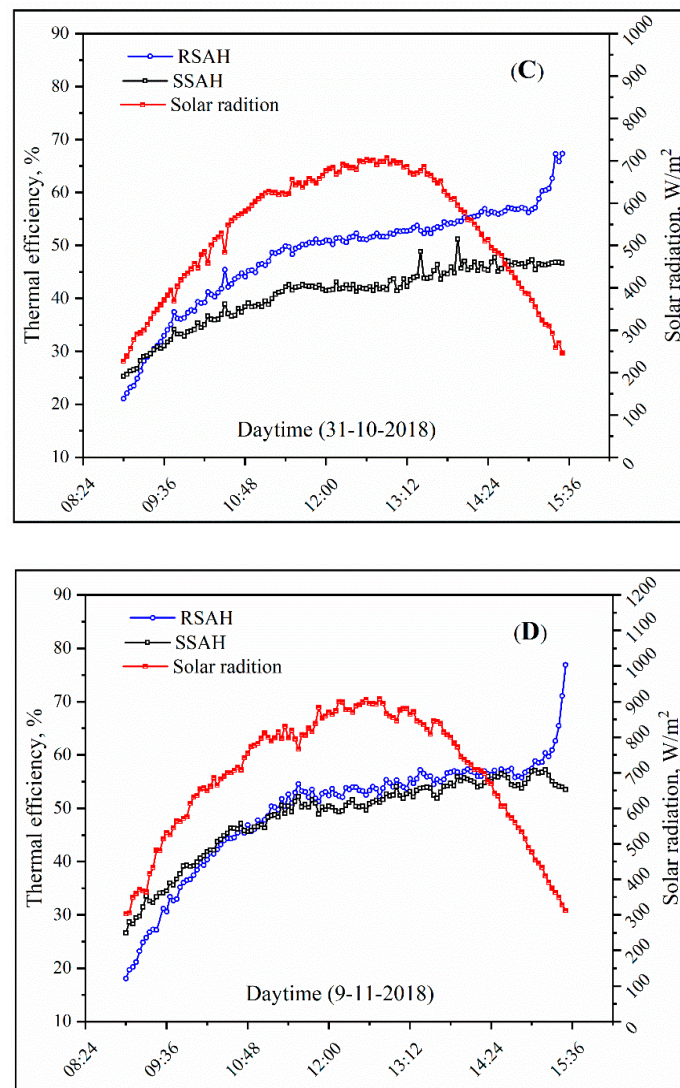 (C)
RSAH
SSAH
Solar radition
Thermal efficiency, %
90
80
70
60
50
40
30
20
10
Solar radiation, W/m²
1000
900
800
700
600
500
400
300
200
100
0
Daytime (31-10-2018)
08:24 09:36 10:48 12:00 13:12 14:24 15:36
(D)
RSAH
SSAH
Solar radition
Thermal efficiency, %
90
80
70
60
50
40
30
20
10
Solar radiation, W/m²
1200
1100
1000
900
800
700
600
500
400
300
200
100
0
Daytime (9-11-2018)
08:24 09:36 10:48 12:00 13:12 14:24 15:36